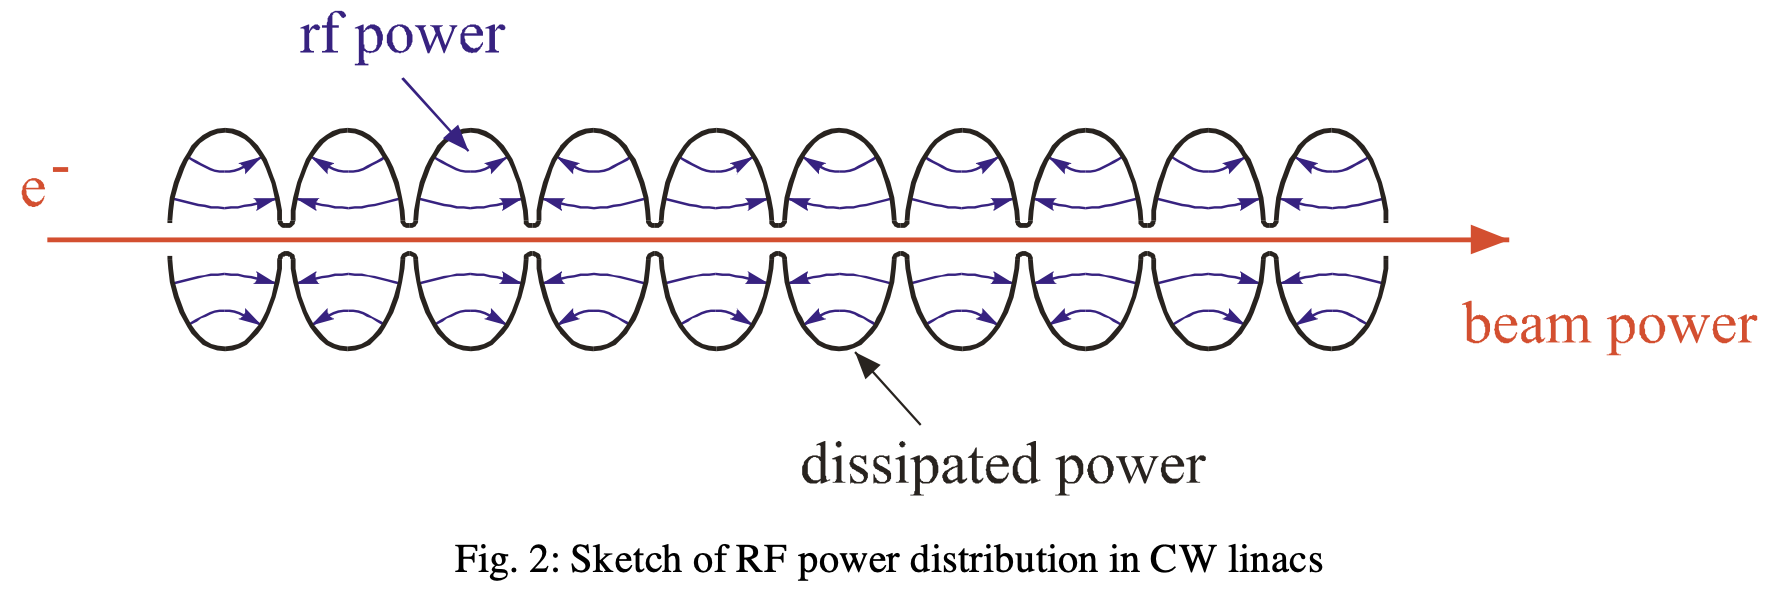 rf power
e-
beam power
dissipated power
Fig. 2: Sketch of RF power distribution in CW linacs